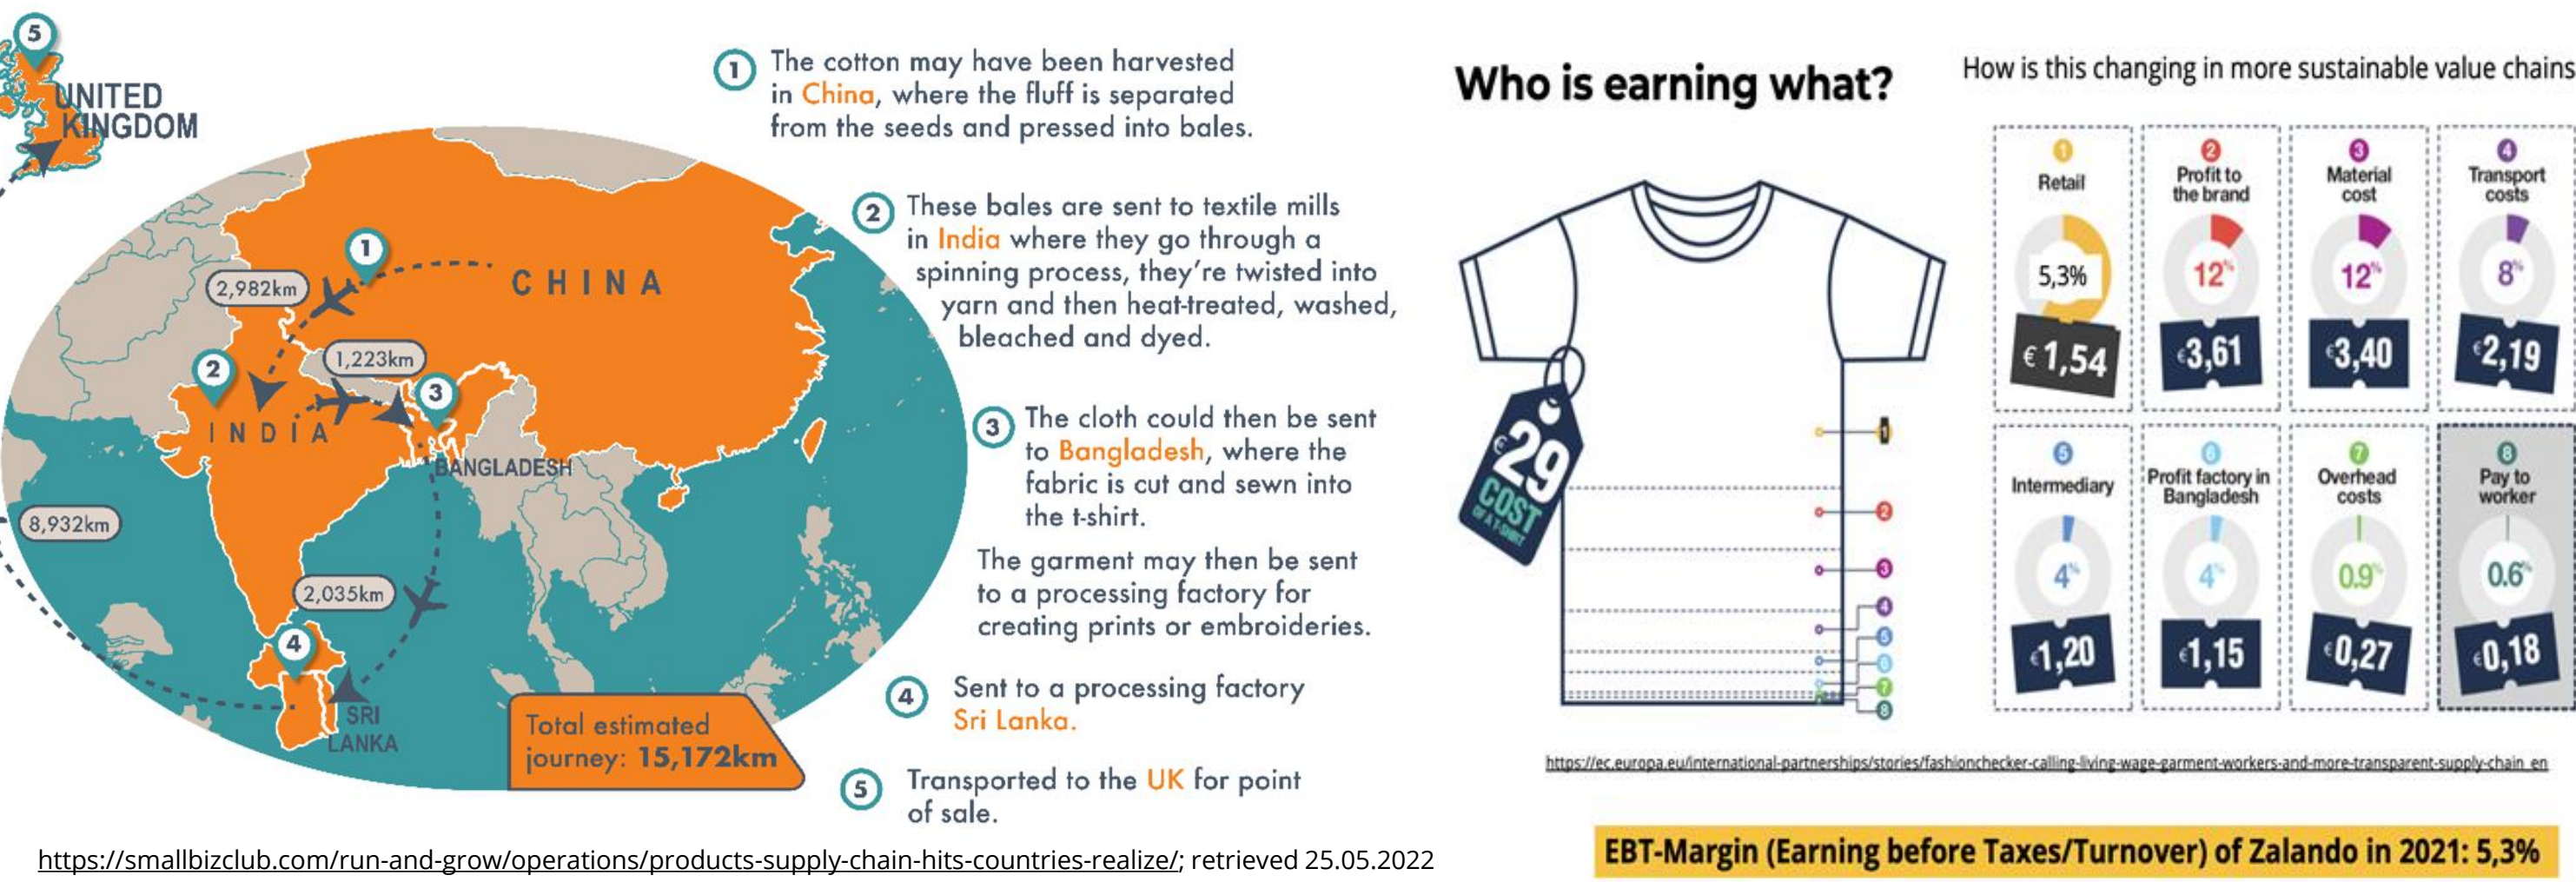 5
UNITED
KINGDOM
1
CHINA
2,982km
1,223km
2
3
INDIA
BANGLADESH
8,932km
2,035km
4
SRI
LANKA
Total estimated
journey: 15,172km
1
The cotton may have been harvested
in China, where the fluff is separated
from the seeds and pressed into bales.
2
These bales are sent to textile mills
in India where they go through a
spinning process, they're twisted into
yarn and then heat-treated, washed,
bleached and dyed.
3
The cloth could then be sent
to Bangladesh, where the
fabric is cut and sewn into
the t-shirt.
The garment may then be sent
to a processing factory for
creating prints or embroideries.
4
Sent to a processing factory
Sri Lanka.
5
Transported to the UK for point
of sale.
https://smallbizclub.com/run-and-grow/operations/products-supply-chain-hits-countries-realize/; retrieved 25.05.2022
Who is earning what?
How is this changing in more sustainable value chains
€29
COST
OF A T-SHIRT
1
2
3
4
5
6
7
8
1
Retail
5,3%
€1,54
2
Profit to
the brand
12%
€3,61
3
Material
cost
12%
€3,40
4
Transport
costs
8%
€2,19
5
Intermediary
4%
€1,20
6
Profit factory in
Bangladesh
4%
€1,15
7
Overhead
costs
0.9%
€0,27
8
Pay to
worker
0.6%
€0,18
https://ec.europa.eu/international-partnerships/stories/fashionchecker-calling-living-wage-garment-workers-and-more-transparent-supply-chain_en
EBT-Margin (Earning before Taxes/Turnover) of Zalando in 2021: 5,3%